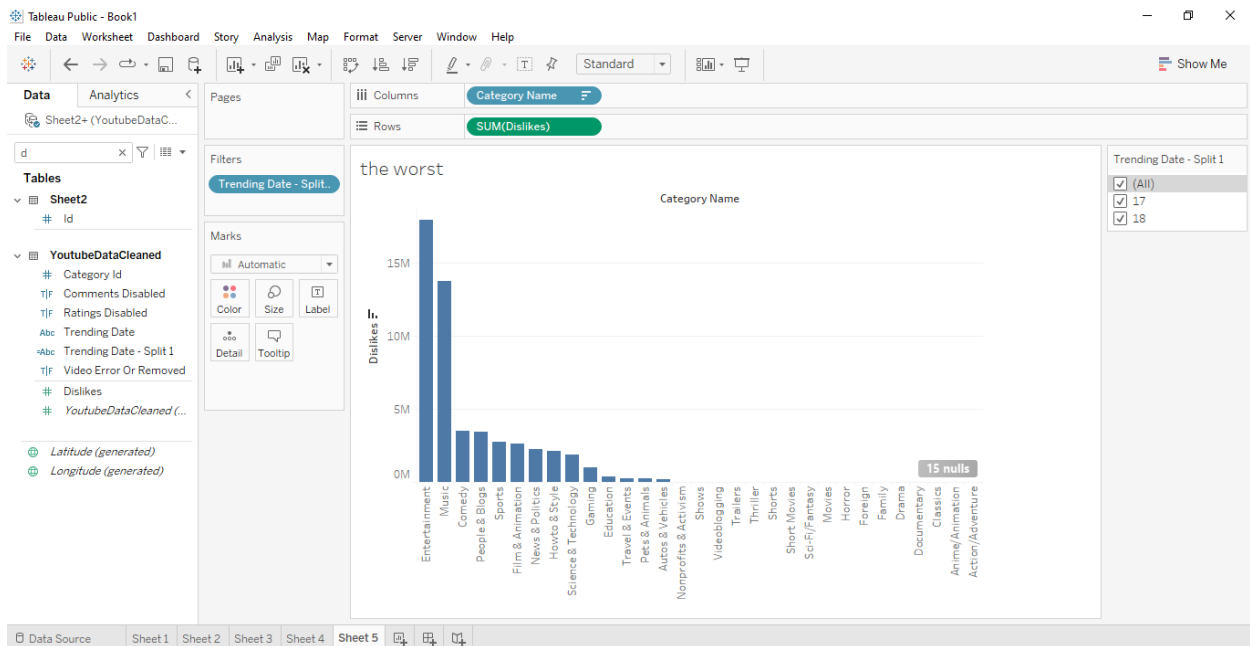 Tableau Public - Book1
File Data Worksheet Dashboard Story Analysis Map Format Server Window Help
Standard
Show Me
Data Analytics
Sheet2+ (YoutubeDataC...
d
Tables
Sheet2
# Id
YoutubeDataCleaned
# Category Id
T|F Comments Disabled
T|F Ratings Disabled
Abc Trending Date
=Abc Trending Date - Split 1
T|F Video Error Or Removed
# Dislikes
# YoutubeDataCleaned (...
Latitude (generated)
Longitude (generated)
Pages
Filters
Trending Date - Split..
Marks
Automatic
Color Size Label
Detail Tooltip
Columns Category Name
Rows SUM(Dislikes)
the worst
Category Name
Dislikes
15M
10M
5M
0M
15 nulls
Entertainment
Music
Comedy
People & Blogs
Sports
Film & Animation
News & Politics
Howto & Style
Science & Technology
Gaming
Education
Travel & Events
Pets & Animals
Autos & Vehicles
Nonprofits & Activism
Shows
Videoblogging
Trailers
Thriller
Shorts
Short Movies
Sci-Fi/Fantasy
Movies
Horror
Foreign
Family
Drama
Documentary
Classics
Anime/Animation
Action/Adventure
Trending Date - Split 1
(All)
17
18
Data Source Sheet 1 Sheet 2 Sheet 3 Sheet 4 Sheet 5